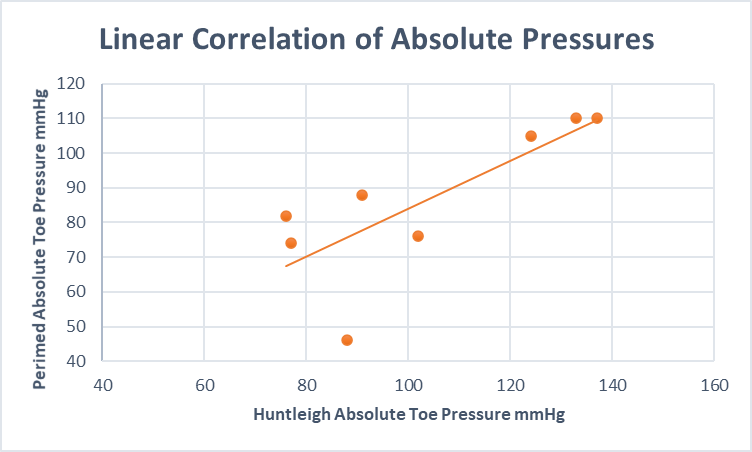 Linear Correlation of Absolute Pressures
Perimed Absolute Toe Pressure mmHg
120
110
100
90
80
70
60
50
40
40 60 80 100 120 140 160
Huntleigh Absolute Toe Pressure mmHg